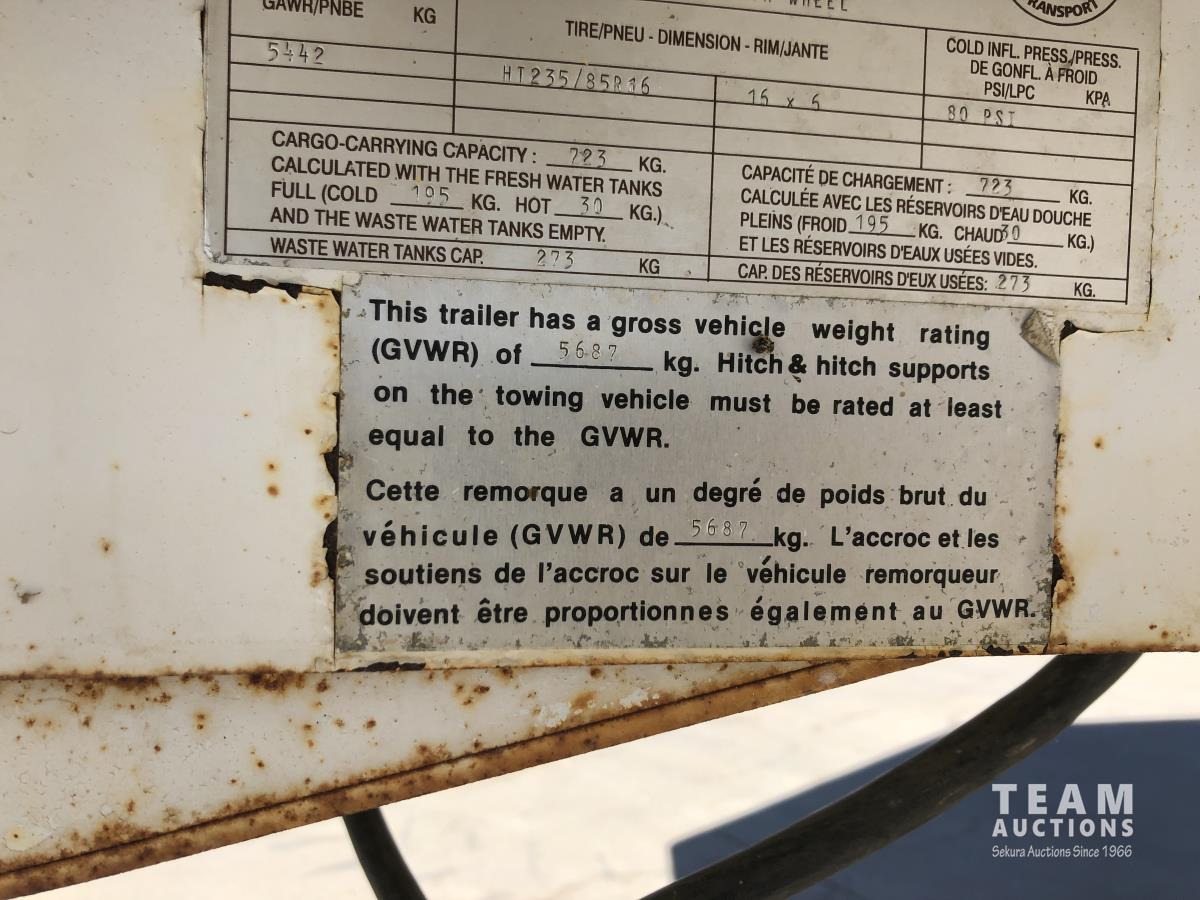 WHEEL
TRANSPORT
GAWR/PNBE KG
TIRE/PNEU - DIMENSION - RIM/JANTE
COLD INFL. PRESS./PRESS.
DE GONFL. À FROID
PSI/LPC KPA
5442
HT235/85R16
16 x 6
80 PSI
CARGO-CARRYING CAPACITY: 723 KG.
CALCULATED WITH THE FRESH WATER TANKS
FULL (COLD 195 KG. HOT 30 KG.)
AND THE WASTE WATER TANKS EMPTY.
WASTE WATER TANKS CAP. 273 KG
CAPACITÉ DE CHARGEMENT: 723 KG.
CALCULÉE AVEC LES RÉSERVOIRS D'EAU DOUCHE
PLEINS (FROID 195 KG. CHAUD 30 KG.)
ET LES RÉSERVOIRS D'EAUX USÉES VIDES.
CAP. DES RÉSERVOIRS D'EUX USÉES: 273 KG.
This trailer has a gross vehicle weight rating
(GVWR) of 5687 kg. Hitch & hitch supports
on the towing vehicle must be rated at least
equal to the GVWR.
Cette remorque a un degré de poids brut du
véhicule (GVWR) de 5687 kg. L'accroc et les
soutiens de l'accroc sur le véhicule remorqueur
doivent être proportionnes également au GVWR.
TEAM
AUCTIONS
Sekura Auctions Since 1966